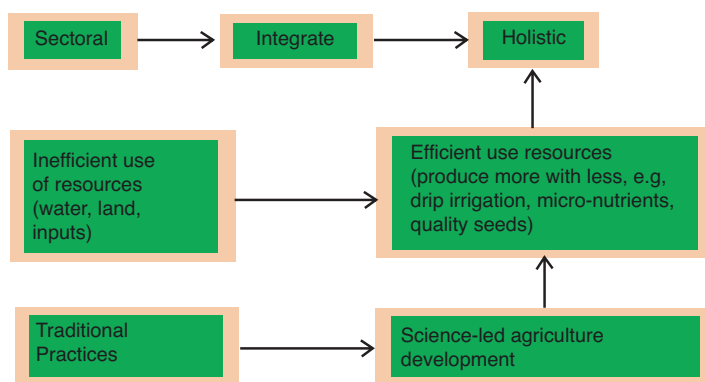 Sectoral
Integrate
Holistic
Inefficient use
of resources
(water, land,
inputs)
Efficient use resources
(produce more with less, e.g,
drip irrigation, micro-nutrients,
quality seeds)
Traditional
Practices
Science-led agriculture
development